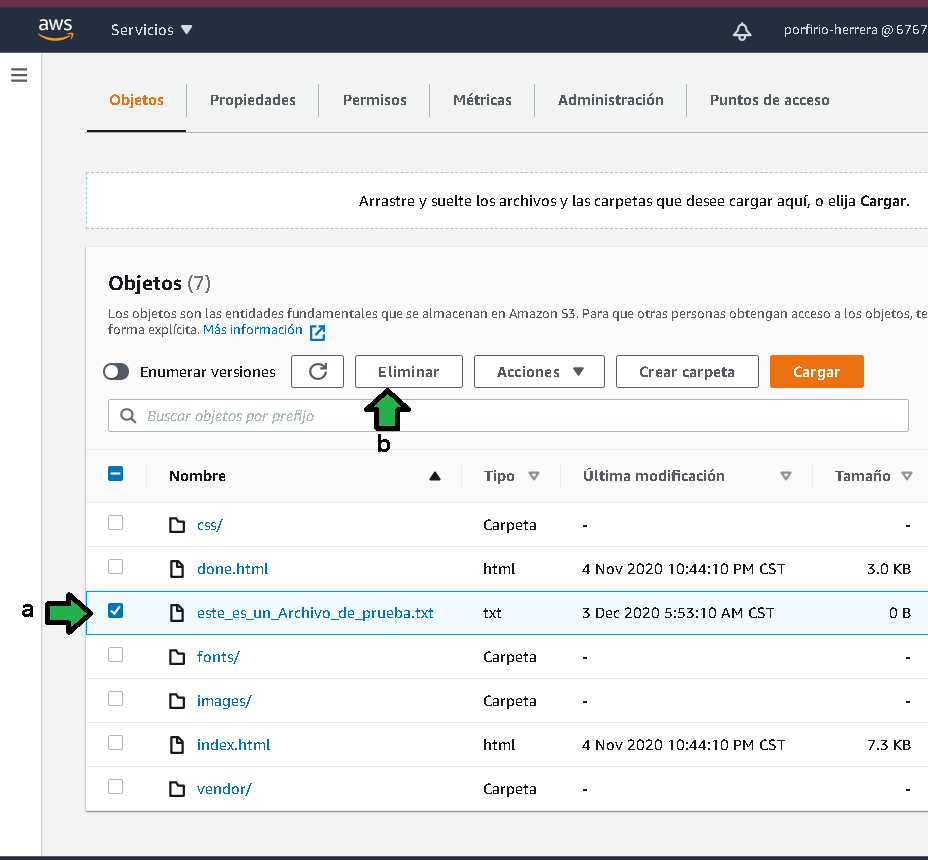 aws
Servicios
porfirio-herrera @ 6767
Objetos
Propiedades
Permisos
Métricas
Administración
Puntos de acceso
Arrastre y suelte los archivos y las carpetas que desee cargar aquí, o elija Cargar.
Objetos (7)
Los objetos son las entidades fundamentales que se almacenan en Amazon S3. Para que otras personas obtengan acceso a los objetos, te
forma explícita. Más información
Enumerar versiones
Eliminar
Acciones
Crear carpeta
Cargar
Buscar objetos por prefijo
b
Nombre Tipo Última modificación Tamaño
css/ Carpeta - -
done.html html 4 Nov 2020 10:44:10 PM CST 3.0 KB
a este_es_un_Archivo_de_prueba.txt txt 3 Dec 2020 5:53:10 AM CST 0 B
fonts/ Carpeta - -
images/ Carpeta - -
index.html html 4 Nov 2020 10:44:10 PM CST 7.3 KB
vendor/ Carpeta - -